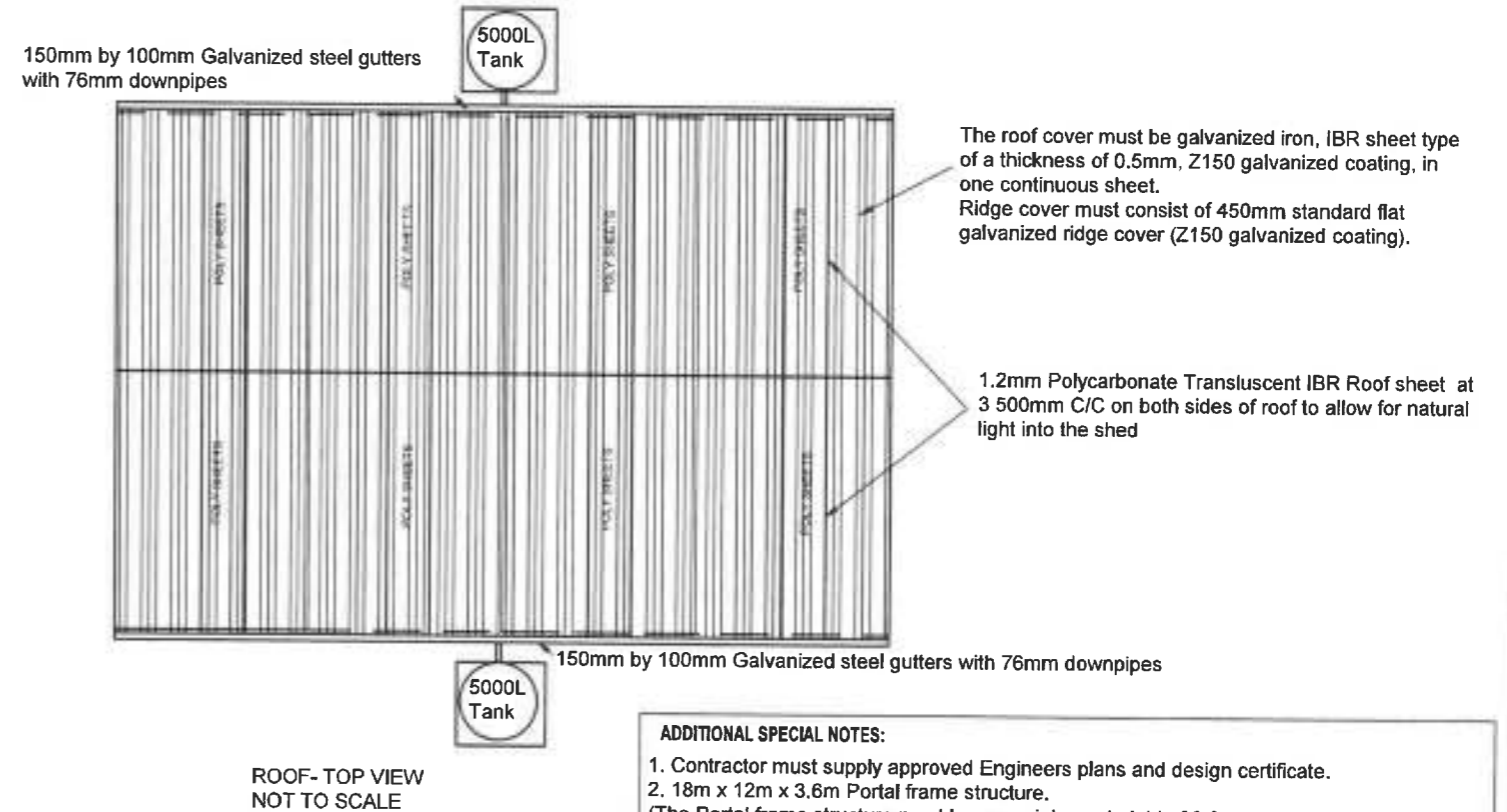 5000L
Tank
150mm by 100mm Galvanized steel gutters
with 76mm downpipes
The roof cover must be galvanized iron, IBR sheet type
of a thickness of 0.5mm, Z150 galvanized coating, in
one continuous sheet.
Ridge cover must consist of 450mm standard flat
galvanized ridge cover (Z150 galvanized coating).
POLY SHEETS
POLY SHEETS
POLY SHEETS
POLY SHEETS
1.2mm Polycarbonate Transluscent IBR Roof sheet at
3 500mm C/C on both sides of roof to allow for natural
light into the shed
POLY SHEETS
POLY SHEETS
POLY SHEETS
POLY SHEETS
150mm by 100mm Galvanized steel gutters with 76mm downpipes
5000L
Tank
ROOF- TOP VIEW
NOT TO SCALE
ADDITIONAL SPECIAL NOTES:
1. Contractor must supply approved Engineers plans and design certificate.
2. 18m x 12m x 3.6m Portal frame structure.